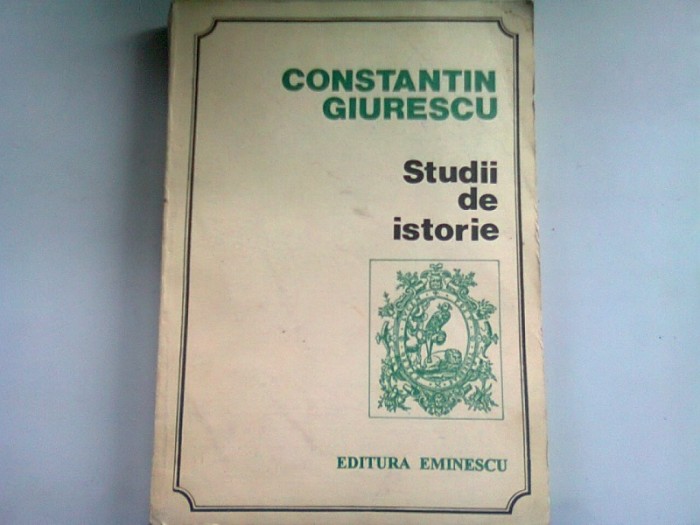 CONSTANTIN
GIURESCU
Studii
de
istorie
EDITURA EMINESCU